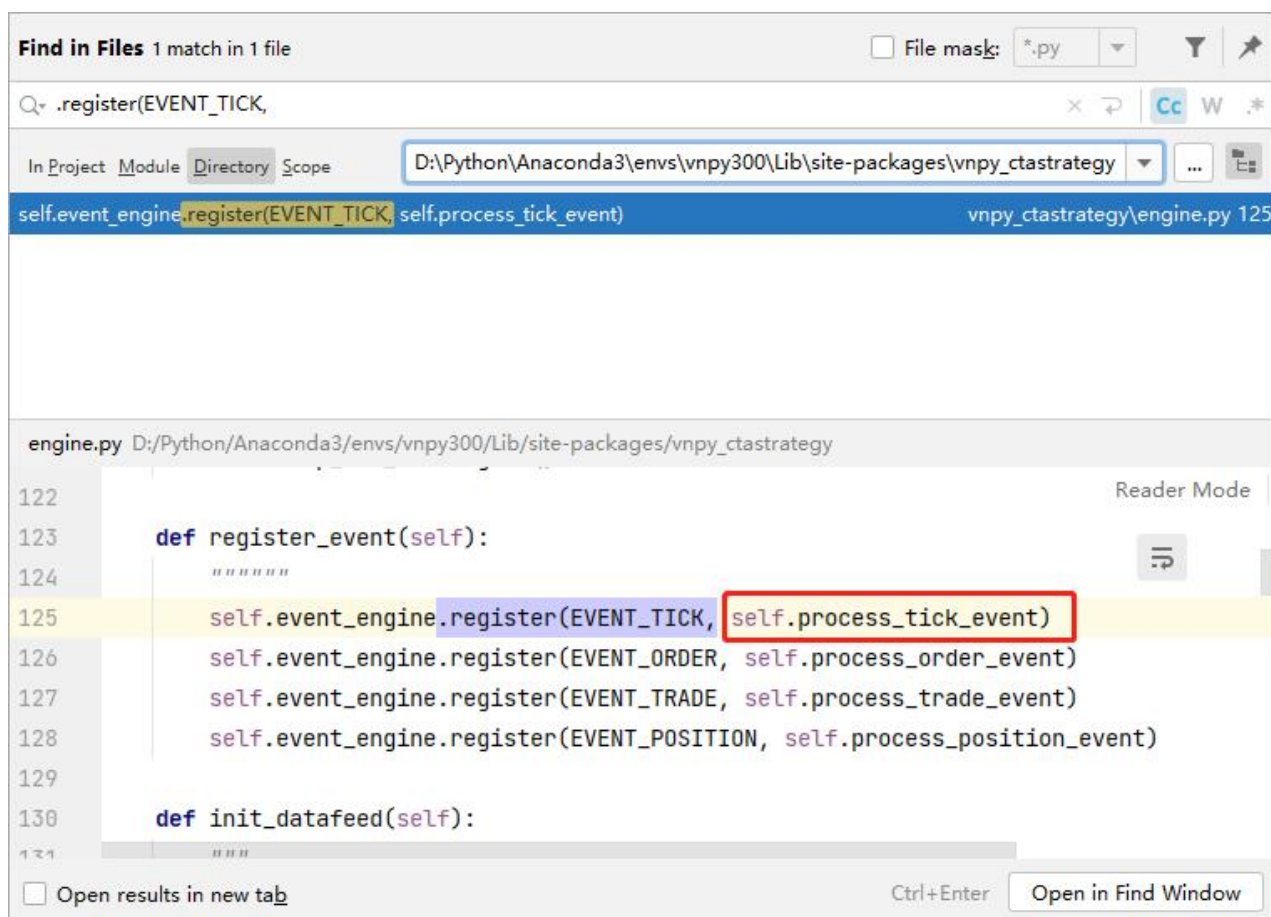 Find in Files 1 match in 1 file File mask: *.py
.register(EVENT_TICK, Cc W .*
In Project Module Directory Scope D:\Python\Anaconda3\envs\vnpy300\Lib\site-packages\vnpy_ctastrategy ...
self.event_engine.register(EVENT_TICK, self.process_tick_event) vnpy_ctastrategy\engine.py 125
engine.py D:/Python/Anaconda3/envs/vnpy300/Lib/site-packages/vnpy_ctastrategy
122 Reader Mode
123 def register_event(self):
124 """"""
125 self.event_engine.register(EVENT_TICK, self.process_tick_event)
126 self.event_engine.register(EVENT_ORDER, self.process_order_event)
127 self.event_engine.register(EVENT_TRADE, self.process_trade_event)
128 self.event_engine.register(EVENT_POSITION, self.process_position_event)
129
130 def init_datafeed(self):
131 """
Open results in new tab Ctrl+Enter Open in Find Window